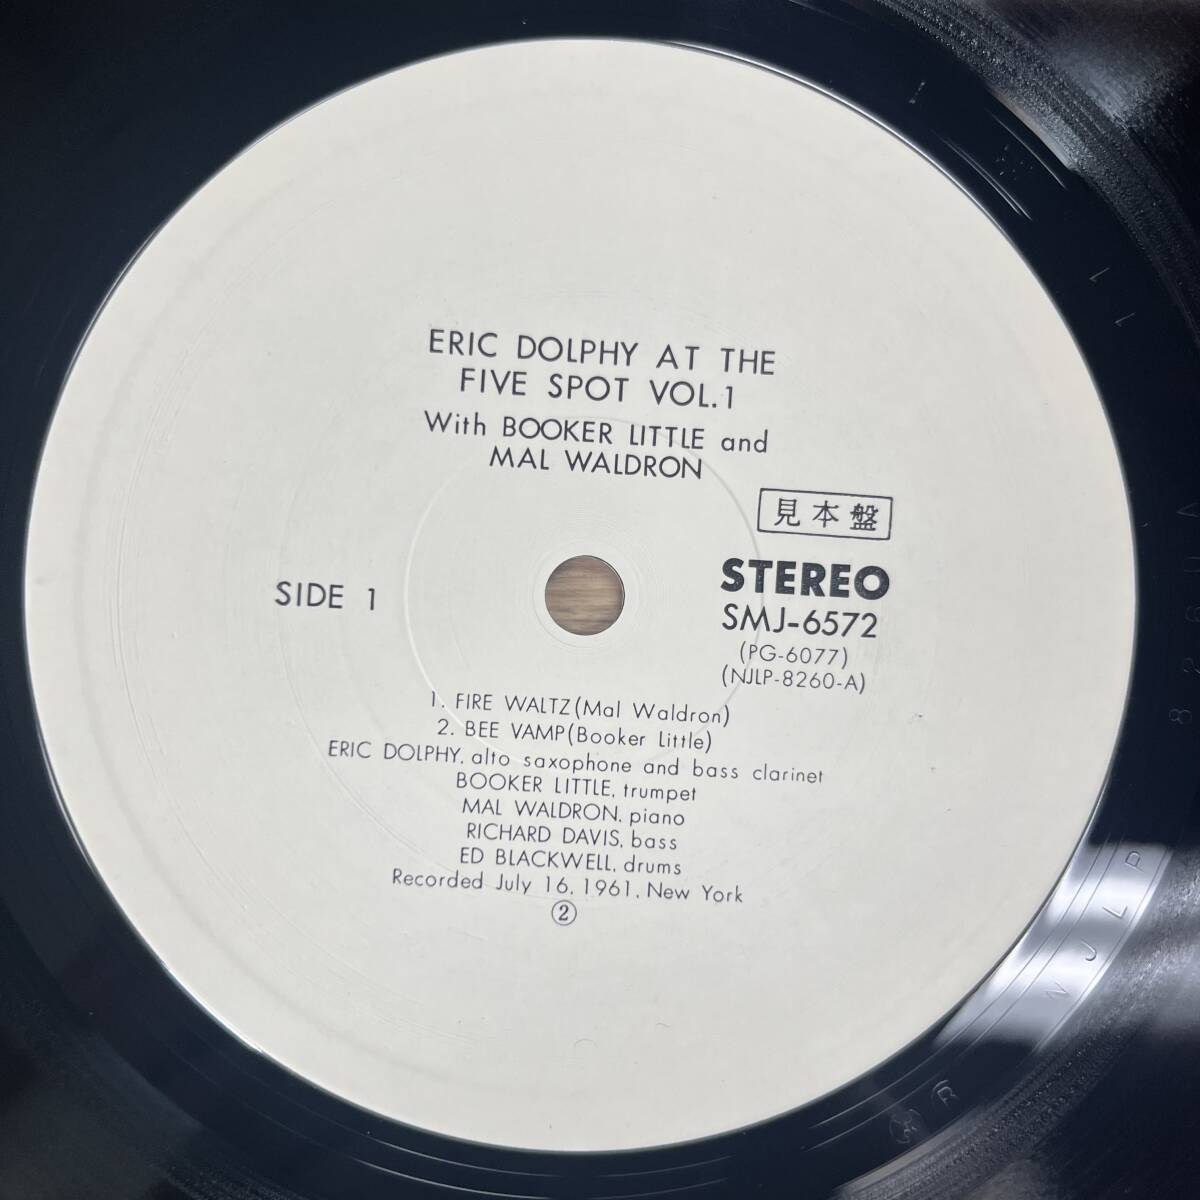 ERIC DOLPHY AT THE
FIVE SPOT VOL.1
With BOOKER LITTLE and
MAL WALDRON
見本盤
STEREO
SIDE 1
SMJ-6572
(PG-6077)
(NJLP-8260-A)
1. FIRE WALTZ(Mal Waldron)
2. BEE VAMP(Booker Little)
ERIC DOLPHY, alto saxophone and bass clarinet
BOOKER LITTLE, trumpet
MAL WALDRON, piano
RICHARD DAVIS, bass
ED BLACKWELL, drums
Recorded July 16, 1961, New York
②
NJLP